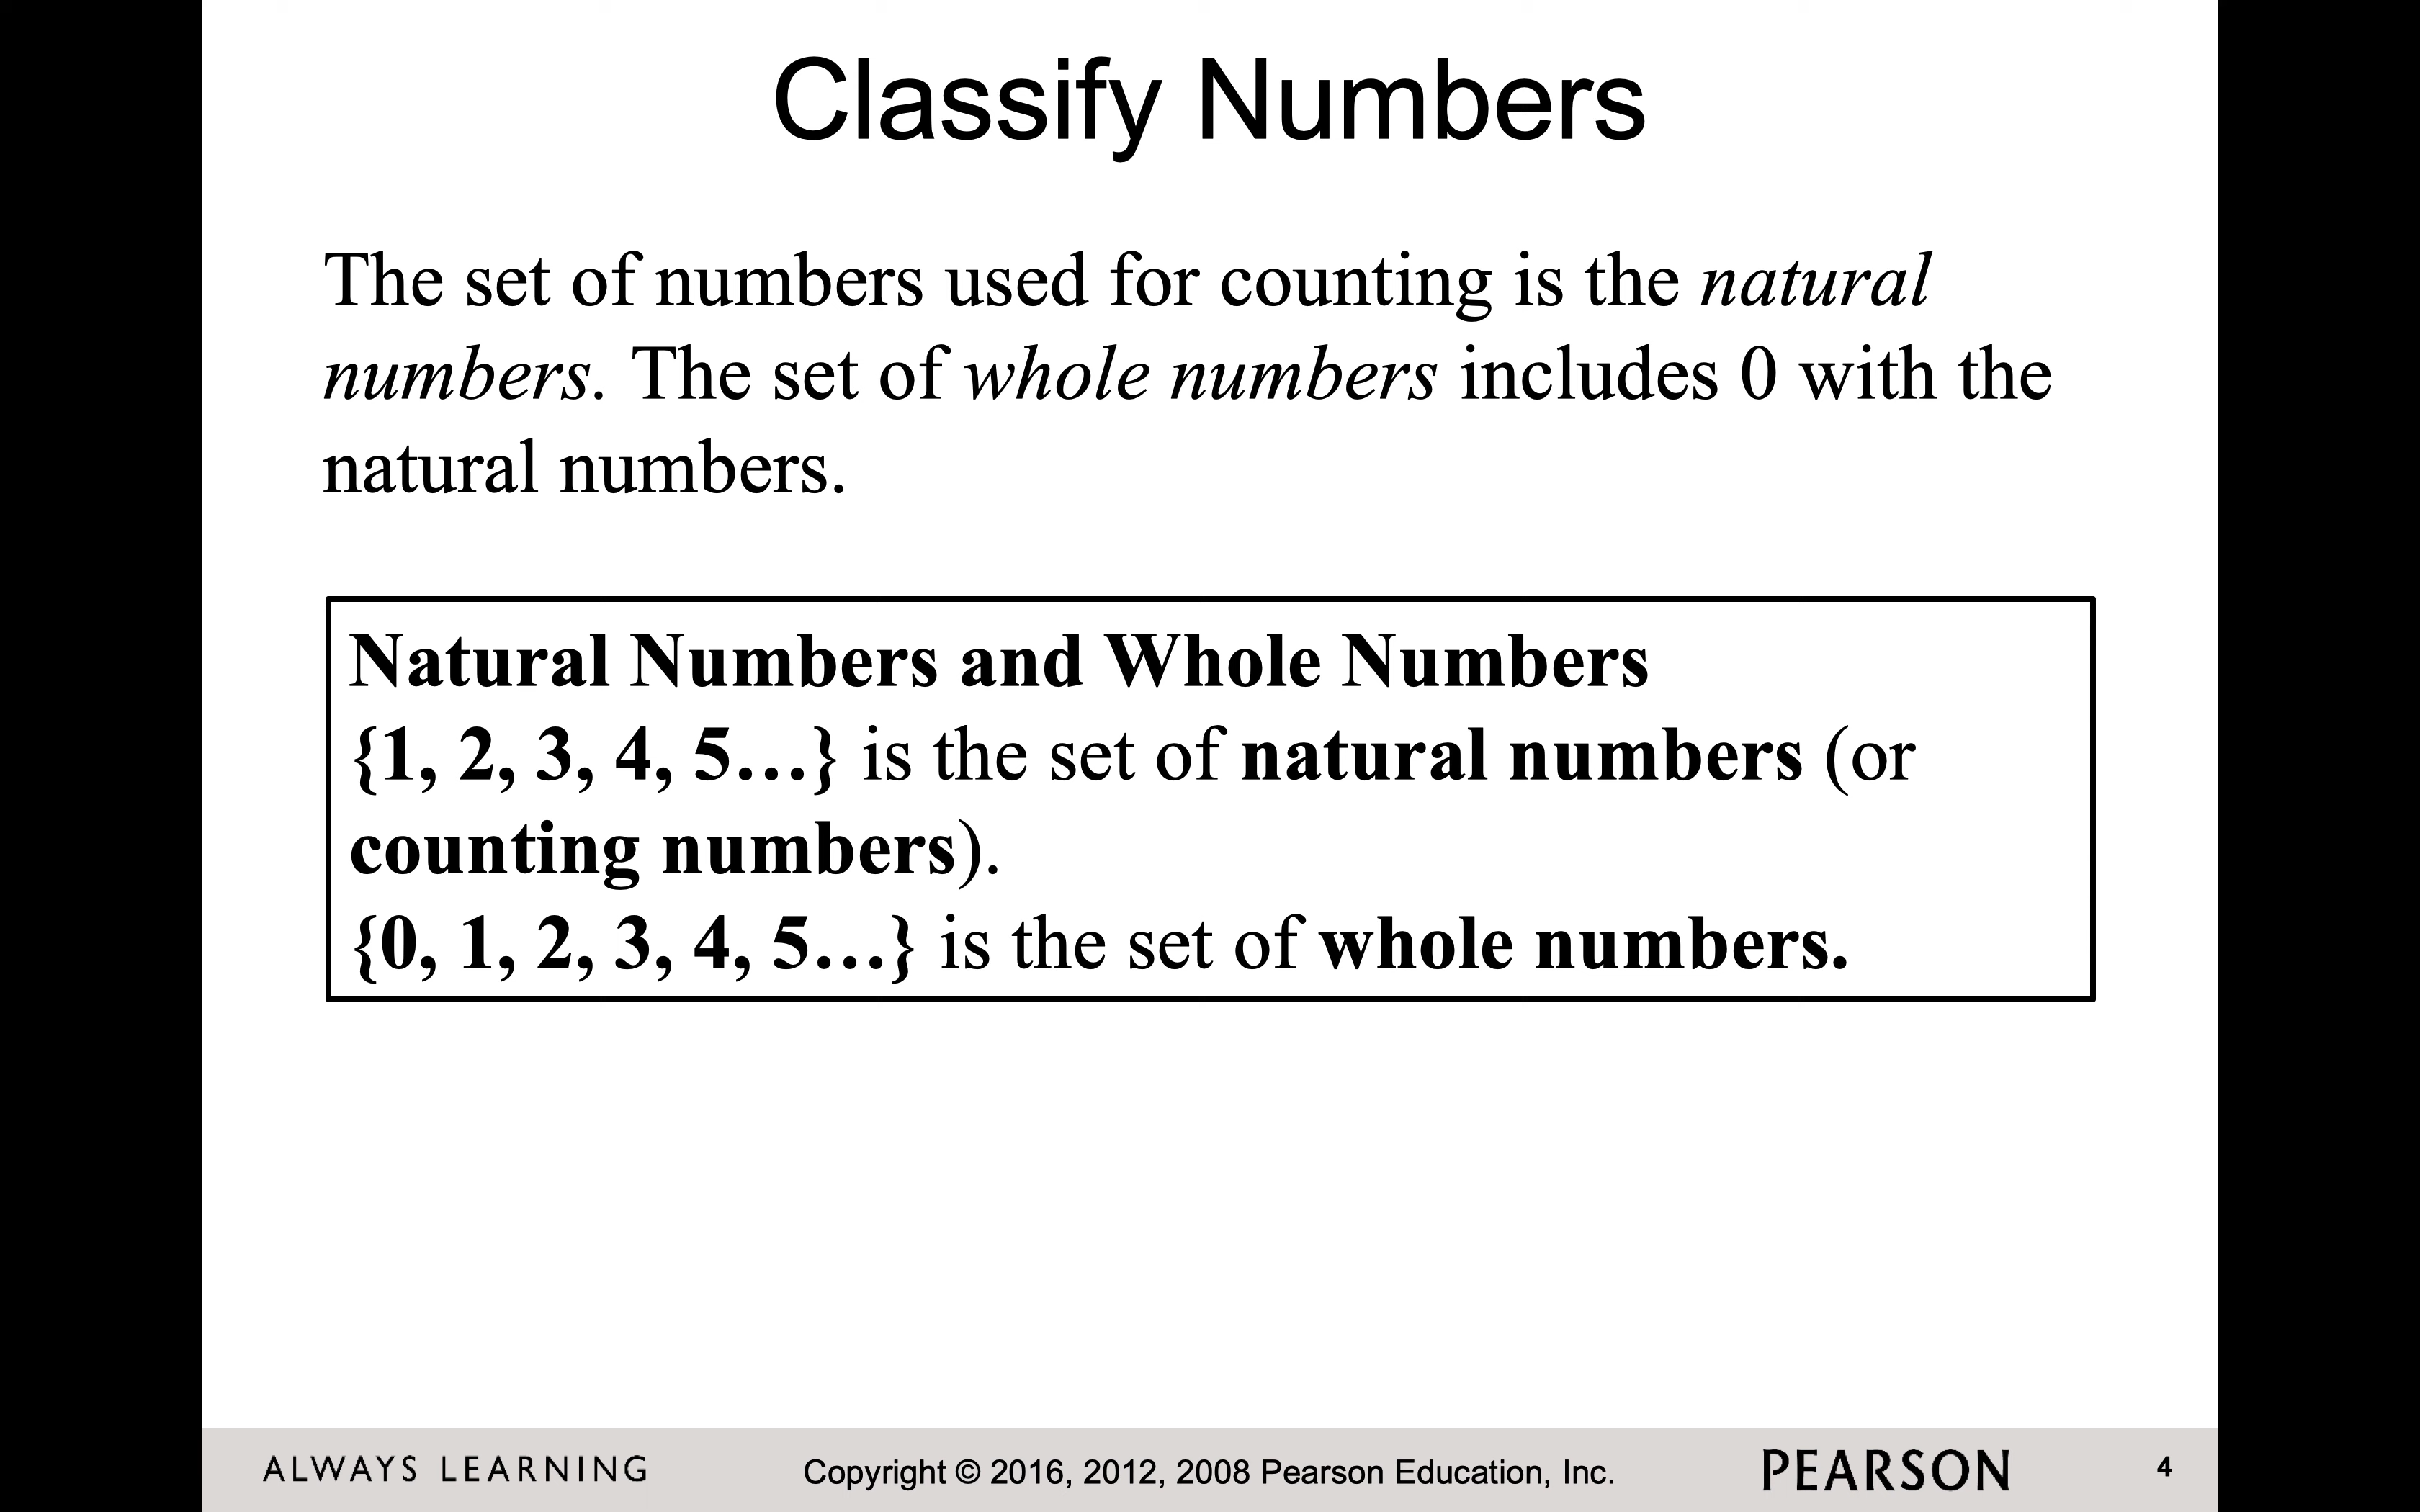 Classify Numbers
The set of numbers used for counting is the natural
numbers. The set of whole numbers includes 0 with the
natural numbers.
Natural Numbers and Whole Numbers
{1, 2, 3, 4, 5…} is the set of natural numbers (or
counting numbers).
{0, 1, 2, 3, 4, 5…} is the set of whole numbers.
ALWAYS LEARNING Copyright © 2016, 2012, 2008 Pearson Education, Inc. PEARSON 4